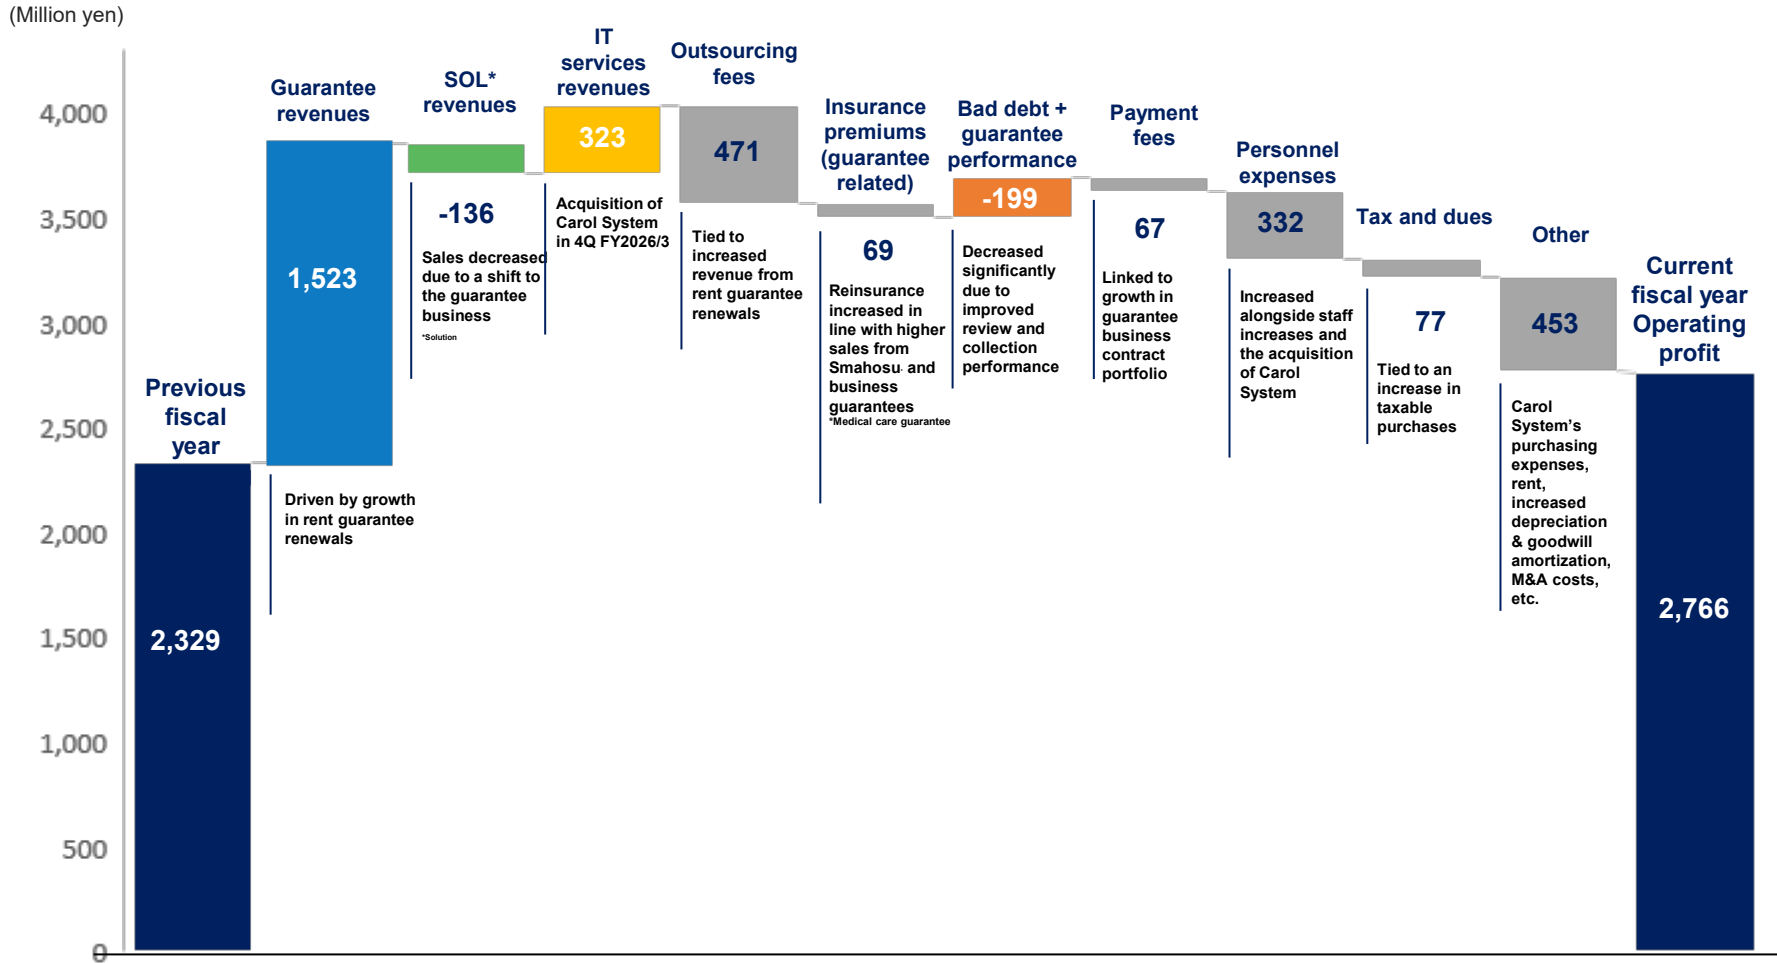 (Million yen)
4,000
3,500
3,000
2,500
2,000
1,500
1,000
500
0
Previous
fiscal
year
2,329
Guarantee
revenues
1,523
Driven by growth
in rent guarantee
renewals
SOL*
revenues
-136
Sales decreased
due to a shift to
the guarantee
business
*Solution
IT
services
revenues
323
Acquisition of
Carol System
in 4Q FY2026/3
Outsourcing
fees
471
Tied to
increased
revenue from
rent guarantee
renewals
Insurance
premiums
(guarantee
related)
69
Reinsurance
increased in
line with higher
sales from
Smahosu and
business
guarantees
*Medical care guarantee
Bad debt +
guarantee
performance
-199
Decreased
significantly
due to
improved
review and
collection
performance
Payment
fees
67
Linked to
growth in
guarantee
business
contract
portfolio
Personnel
expenses
332
Increased
alongside staff
increases and
the acquisition
of Carol
System
Tax and dues
77
Tied to an
increase in
taxable
purchases
Other
453
Carol
System's
purchasing
expenses,
rent,
increased
depreciation
& goodwill
amortization,
M&A costs,
etc.
Current
fiscal year
Operating
profit
2,766